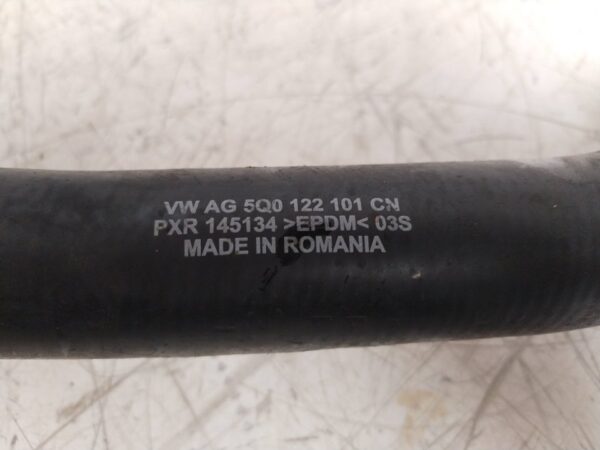 VW AG 5Q0 122 101 CN
PXR 145134 >EPDM< 03S
MADE IN ROMANIA